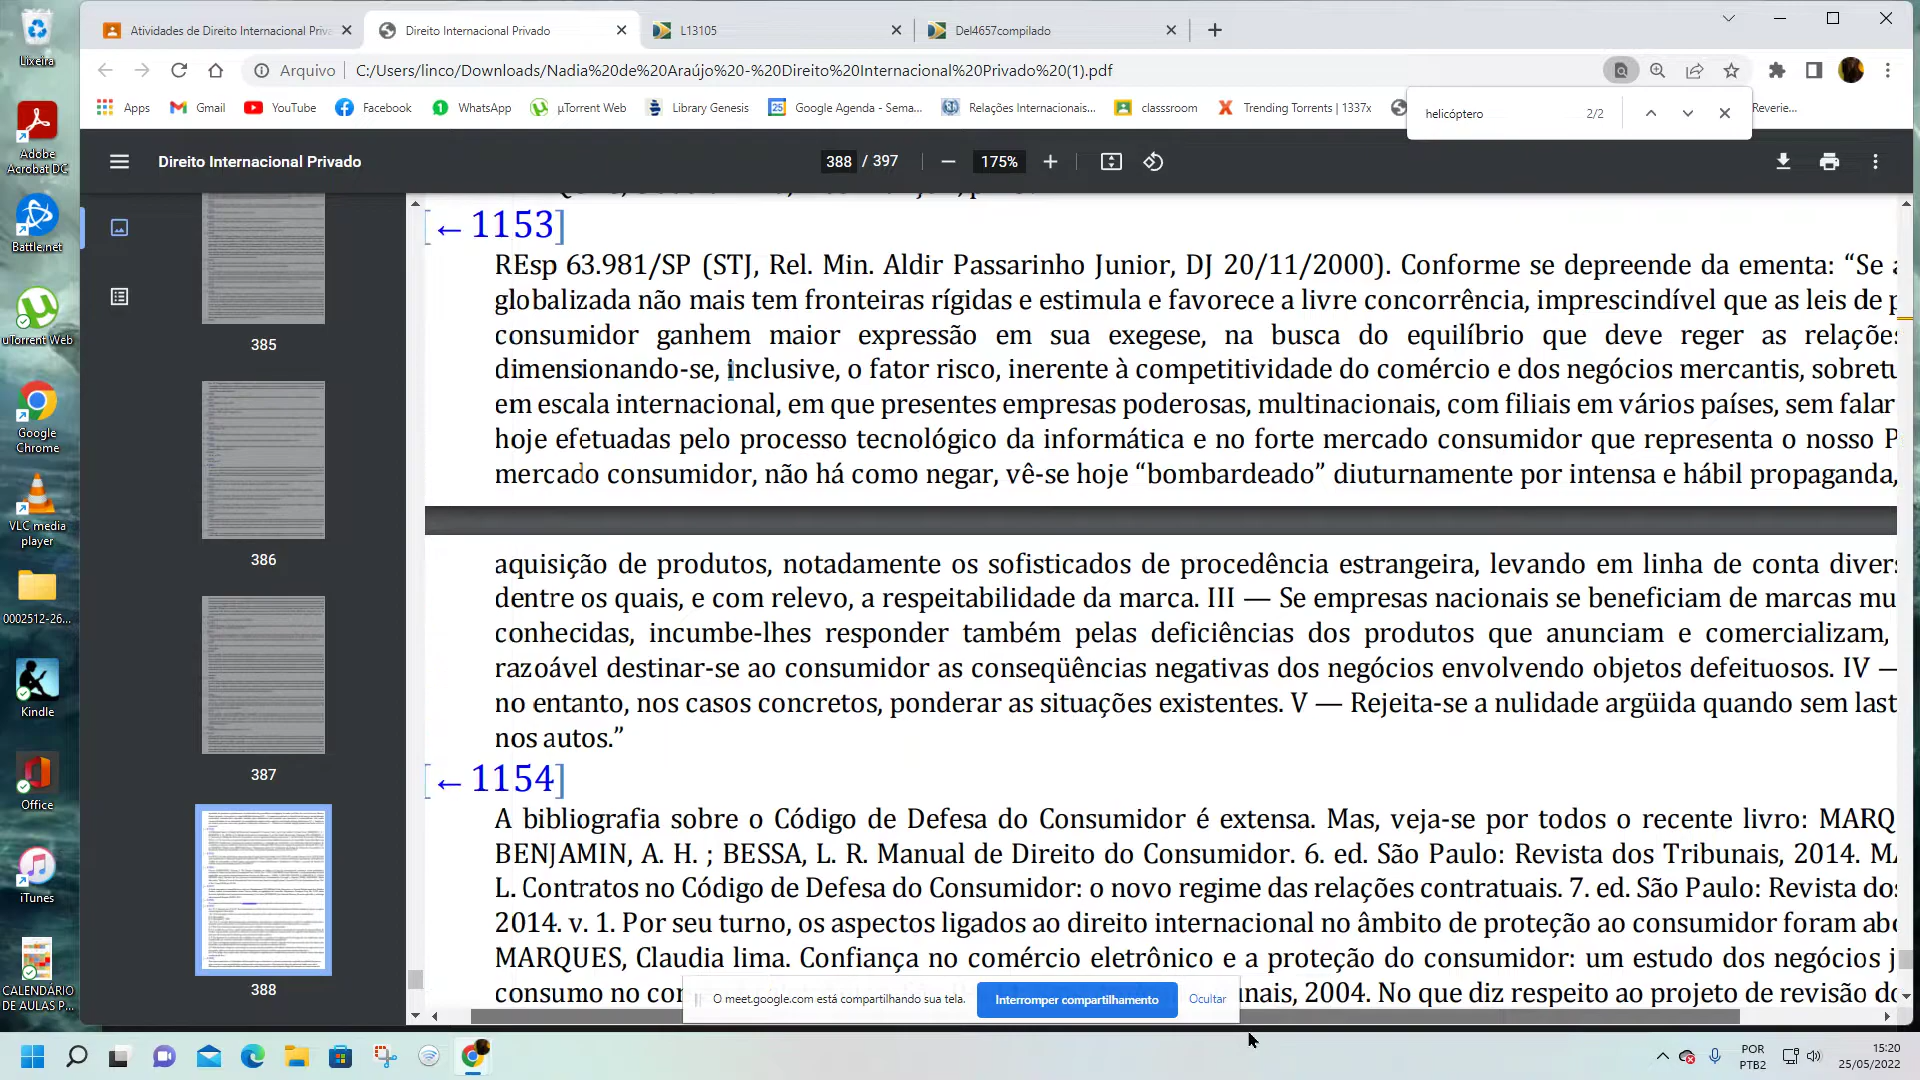 Lixeira
Adobe
Acrobat DC
Battle.net
uTorrent Web
Google
Chrome
VLC media
player
0002512-26...
Kindle
Office
iTunes
CALENDÁRIO
DE AULAS P...
Atividades de Direito Internacional Priva
Direito Internacional Privado
L13105
Del4657compilado
Arquivo
C:/Users/linco/Downloads/Nadia%20de%20Araújo%20-%20Direito%20Internacional%20Privado%20(1).pdf
Apps
Gmail
YouTube
Facebook
WhatsApp
µTorrent Web
Library Genesis
Google Agenda - Sema...
Relações Internacionais...
classsroom
Trending Torrents | 1337x
Reverie...
helicóptero
2/2
Direito Internacional Privado
388 / 397
175%
385
386
387
388
[←1153]
REsp 63.981/SP (STJ, Rel. Min. Aldir Passarinho Junior, DJ 20/11/2000). Conforme se depreende da ementa: “Se a
globalizada não mais tem fronteiras rígidas e estimula e favorece a livre concorrência, imprescindível que as leis de p
consumidor ganhem maior expressão em sua exegese, na busca do equilíbrio que deve reger as relações
dimensionando-se, inclusive, o fator risco, inerente à competitividade do comércio e dos negócios mercantis, sobretu
em escala internacional, em que presentes empresas poderosas, multinacionais, com filiais em vários países, sem falar
hoje efetuadas pelo processo tecnológico da informática e no forte mercado consumidor que representa o nosso P
mercado consumidor, não há como negar, vê-se hoje “bombardeado” diuturnamente por intensa e hábil propaganda,
aquisição de produtos, notadamente os sofisticados de procedência estrangeira, levando em linha de conta divers
dentre os quais, e com relevo, a respeitabilidade da marca. III — Se empresas nacionais se beneficiam de marcas mu
conhecidas, incumbe-lhes responder também pelas deficiências dos produtos que anunciam e comercializam,
razoável destinar-se ao consumidor as conseqüências negativas dos negócios envolvendo objetos defeituosos. IV —
no entanto, nos casos concretos, ponderar as situações existentes. V — Rejeita-se a nulidade argüida quando sem last
nos autos.”
[←1154]
A bibliografia sobre o Código de Defesa do Consumidor é extensa. Mas, veja-se por todos o recente livro: MARQ
BENJAMIN, A. H. ; BESSA, L. R. Manual de Direito do Consumidor. 6. ed. São Paulo: Revista dos Tribunais, 2014. MA
L. Contratos no Código de Defesa do Consumidor: o novo regime das relações contratuais. 7. ed. São Paulo: Revista dos
2014. v. 1. Por seu turno, os aspectos ligados ao direito internacional no âmbito de proteção ao consumidor foram abo
MARQUES, Claudia lima. Confiança no comércio eletrônico e a proteção do consumidor: um estudo dos negócios j
consumo no co
unais, 2004. No que diz respeito ao projeto de revisão do
O meet.google.com está compartilhando sua tela.
Interromper compartilhamento
Ocultar
POR
PTB2
15:20
25/05/2022